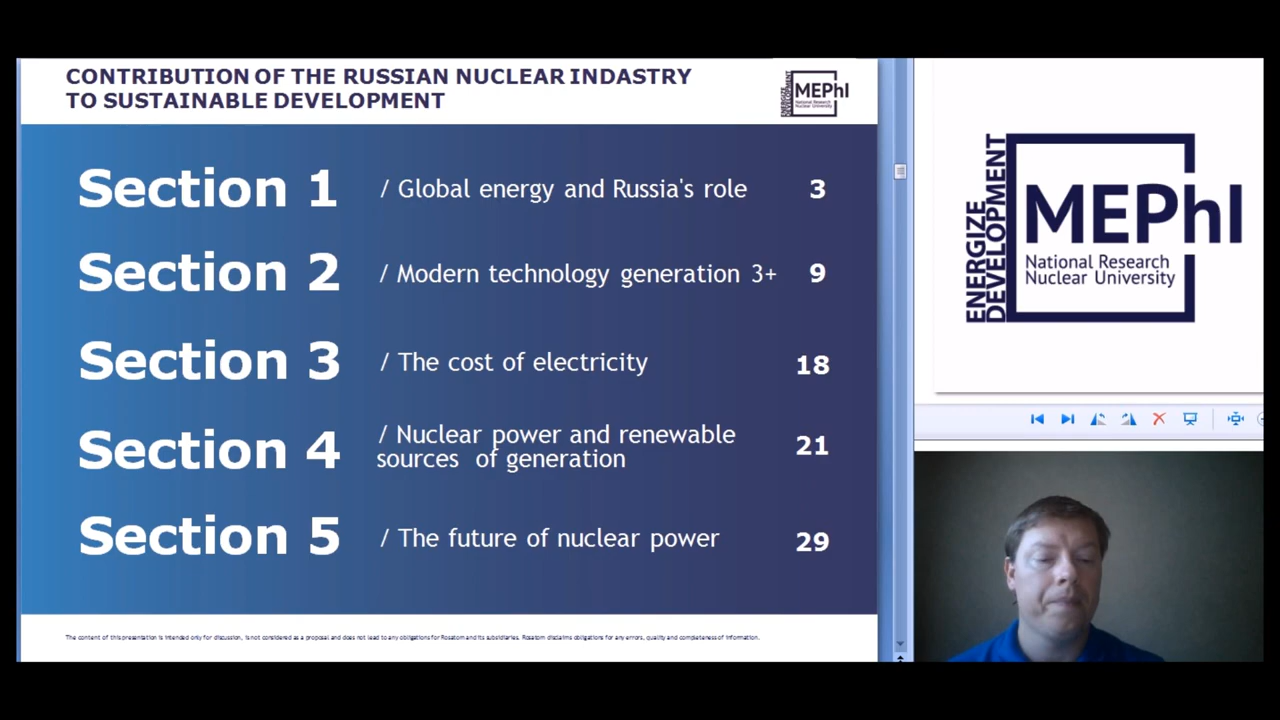 CONTRIBUTION OF THE RUSSIAN NUCLEAR INDASTRY
TO SUSTAINABLE DEVELOPMENT
ENERGIZE
DEVELOPMENT
MEPhI
National Research
Nuclear University
Section 1 / Global energy and Russia's role 3
Section 2 / Modern technology generation 3+ 9
Section 3 / The cost of electricity 18
Section 4 / Nuclear power and renewable
sources of generation 21
Section 5 / The future of nuclear power 29
The content of this presentation is intended only for discussion, is not considered as a proposal and does not lead to any obligations for Rosatom and its subsidiaries. Rosatom disclaims obligations for any errors, quality and completeness of information.
ENERGIZE
DEVELOPMENT
MEPhI
National Research
Nuclear University